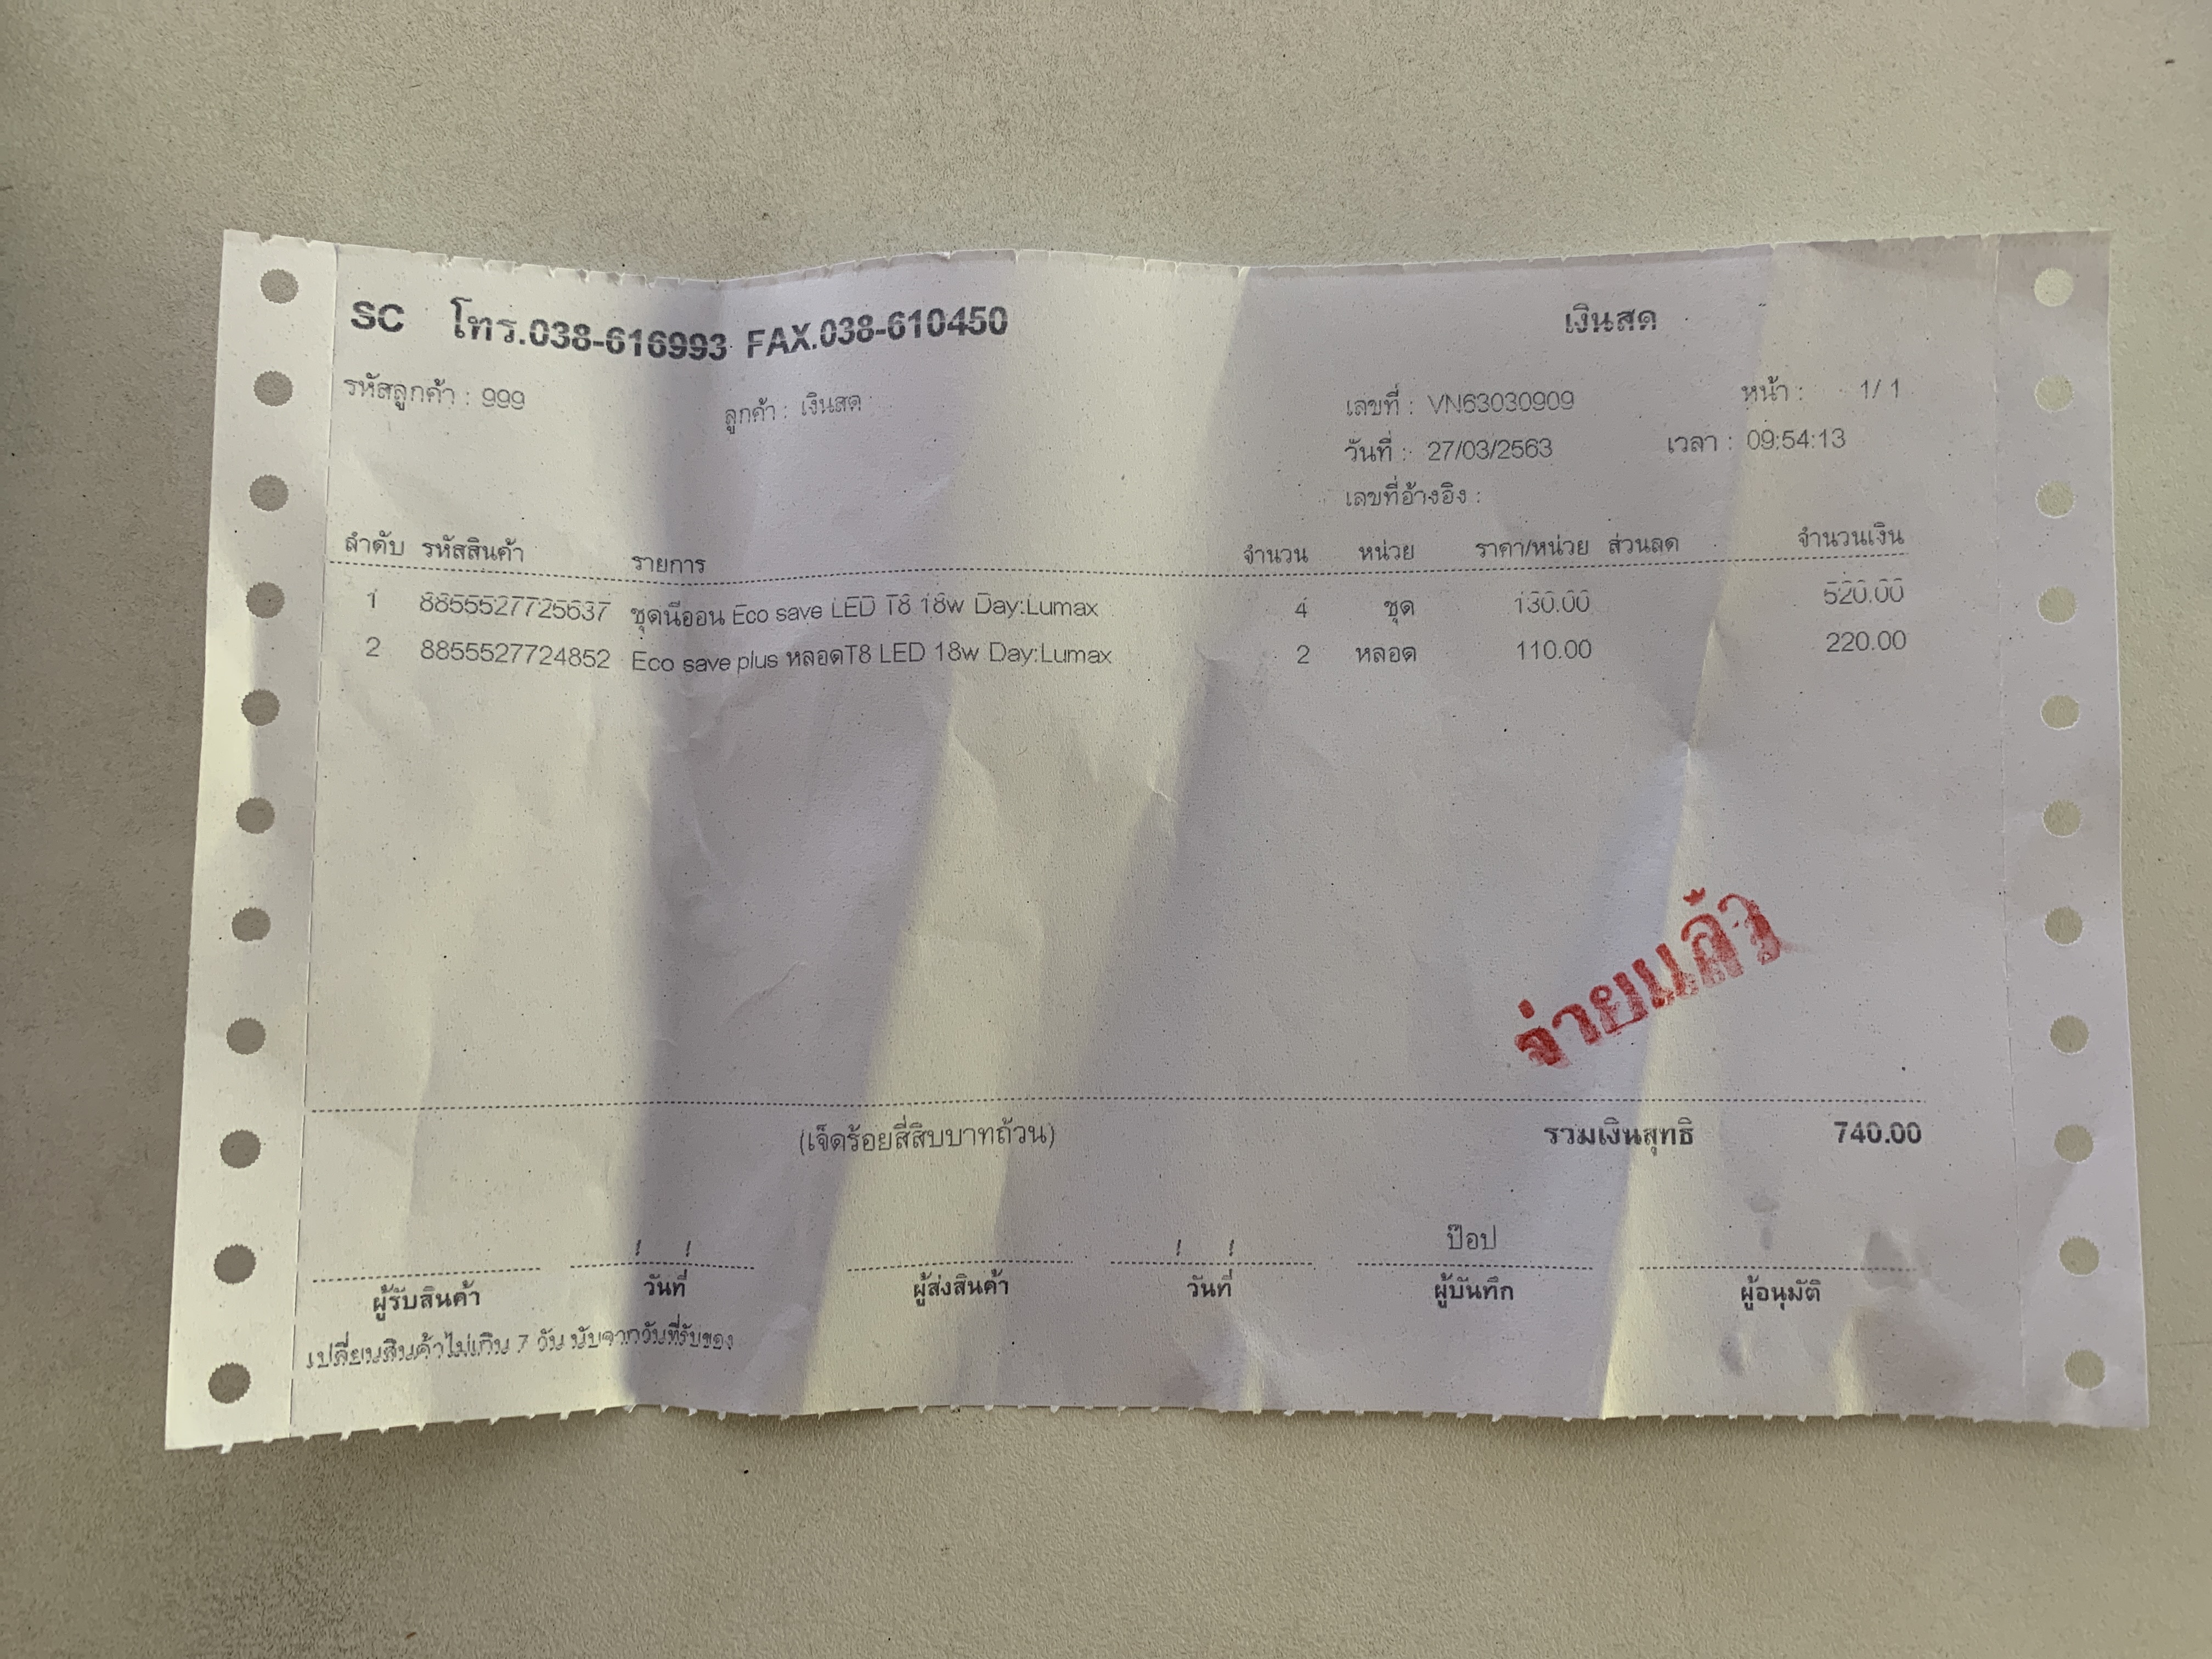 SC โทร.038-616993 FAX.038-610450 เงินสด
รหัสลูกค้า : 999 ลูกค้า : เงินสด เลขที่ : VN63030909 หน้า : 1/ 1
วันที่ : 27/03/2563 เวลา : 09:54:13
เลขที่อ้างอิง :
ลำดับ รหัสสินค้า รายการ จำนวน หน่วย ราคา/หน่วย ส่วนลด จำนวนเงิน
1 8855527725637 ชุดนีออน Eco save LED T8 18w Day:Lumax 4 ชุด 130.00 520.00
2 8855527724852 Eco save plus หลอดT8 LED 18w Day:Lumax 2 หลอด 110.00 220.00
จ่ายแล้ว
(เจ็ดร้อยสี่สิบบาทถ้วน) รวมเงินสุทธิ 740.00
/ / / / ป๊อป
ผู้รับสินค้า วันที่ ผู้ส่งสินค้า วันที่ ผู้บันทึก ผู้อนุมัติ
เปลี่ยนสินค้าไม่เกิน 7 วัน นับจากวันที่รับของ